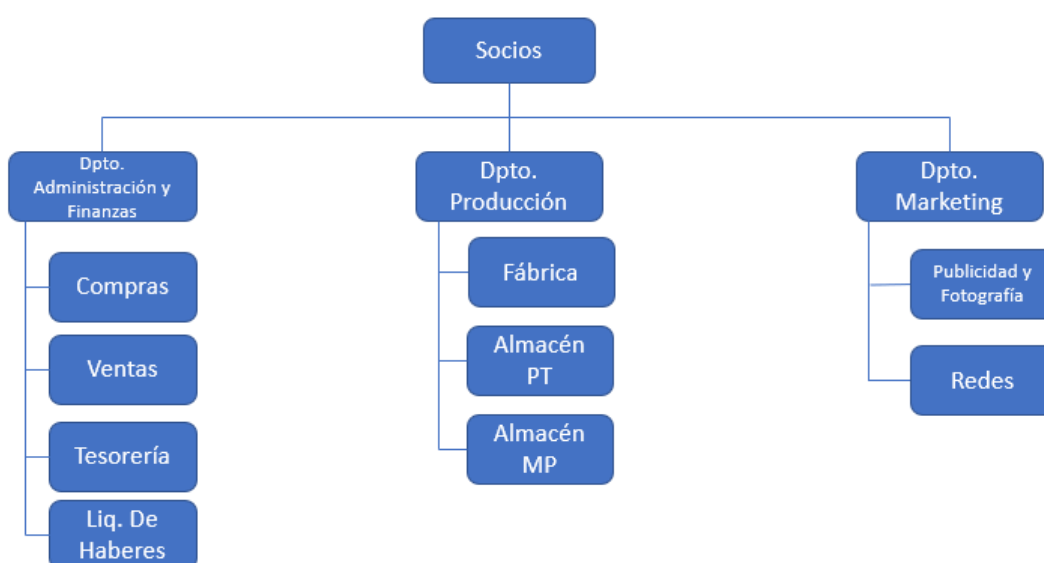 Socios
Dpto.
Administración y
Finanzas
Compras
Ventas
Tesorería
Liq. De
Haberes
Dpto.
Producción
Fábrica
Almacén
PT
Almacén
MP
Dpto.
Marketing
Publicidad y
Fotografía
Redes